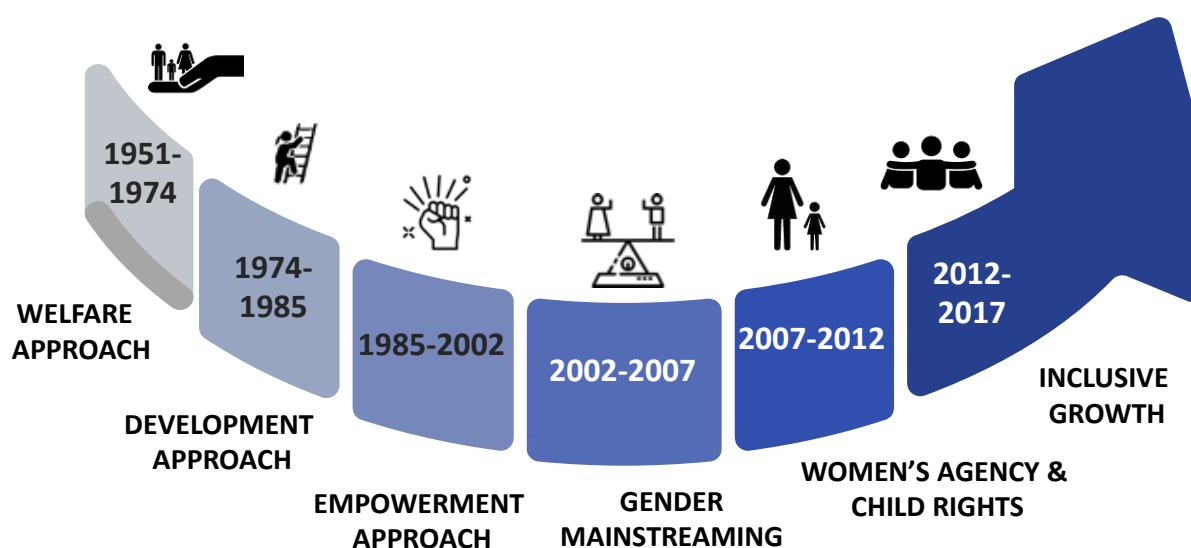 1951-
1974
WELFARE
APPROACH
1974-
1985
DEVELOPMENT
APPROACH
1985-2002
EMPOWERMENT
APPROACH
2002-2007
GENDER
MAINSTREAMING
2007-2012
WOMEN’S AGENCY &
CHILD RIGHTS
2012-
2017
INCLUSIVE
GROWTH